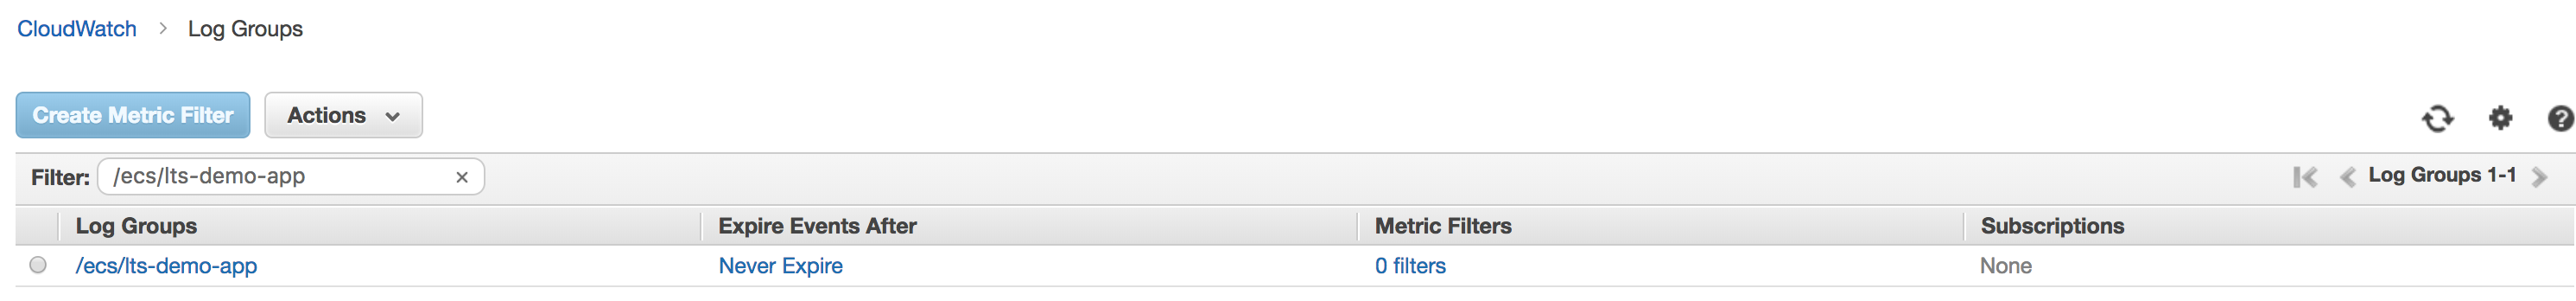 CloudWatch > Log Groups
Create Metric Filter Actions
Filter: /ecs/lts-demo-app × Log Groups 1-1
Log Groups Expire Events After Metric Filters Subscriptions
/ecs/lts-demo-app Never Expire 0 filters None